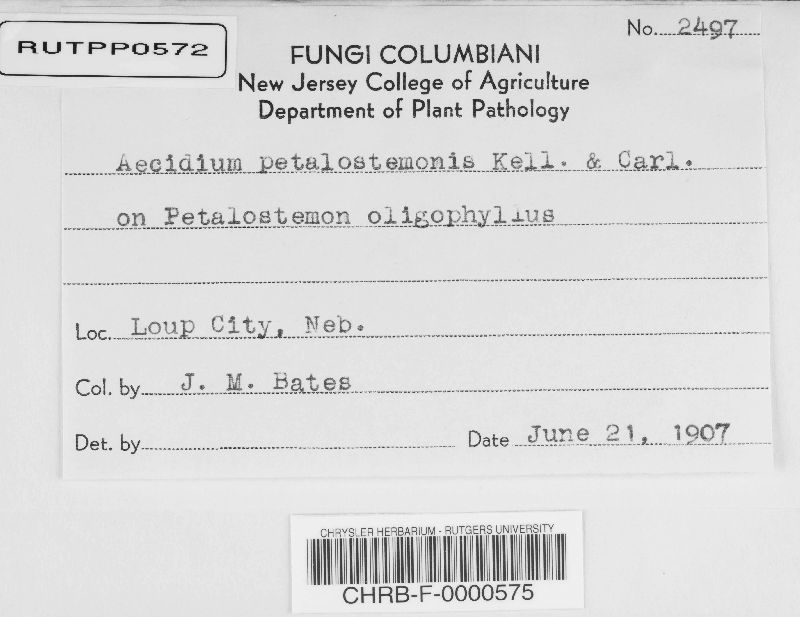 No. 2497
RUTPP0572
FUNGI COLUMBIANI
New Jersey College of Agriculture
Department of Plant Pathology
Aecidium petalostemonis Kell. & Carl.
on Petalostemon oligophyllus
Loc. Loup City, Neb.
Col. by J. M. Bates
Det. by Date June 21, 1907
CHRYSLER HERBARIUM - RUTGERS UNIVERSITY
CHRB-F-0000575